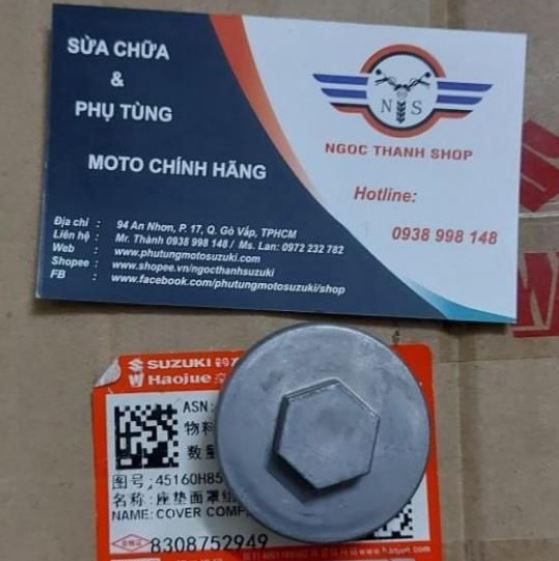 SỬA CHỮA
&
PHỤ TÙNG
MOTO CHÍNH HÃNG
N S
NGOC THANH SHOP
Hotline:
0938 998 148
Địa chỉ : 94 An Nhơn, P. 17, Q. Gò Vấp, TPHCM
Liên hệ : Mr. Thành 0938 998 148 / Ms. Lan: 0972 232 782
Web : www.phutungmotosuzuki.com
Shopee : www.shopee.vn/ngocthanhsuzuki
FB : www.facebook.com/phutungmotosuzuki/shop
SUZUKI
Haojue
ASN:
物料
数量
图号:45160H85
名称:座垫面罩组
NAME: COVER COMP
8308752949